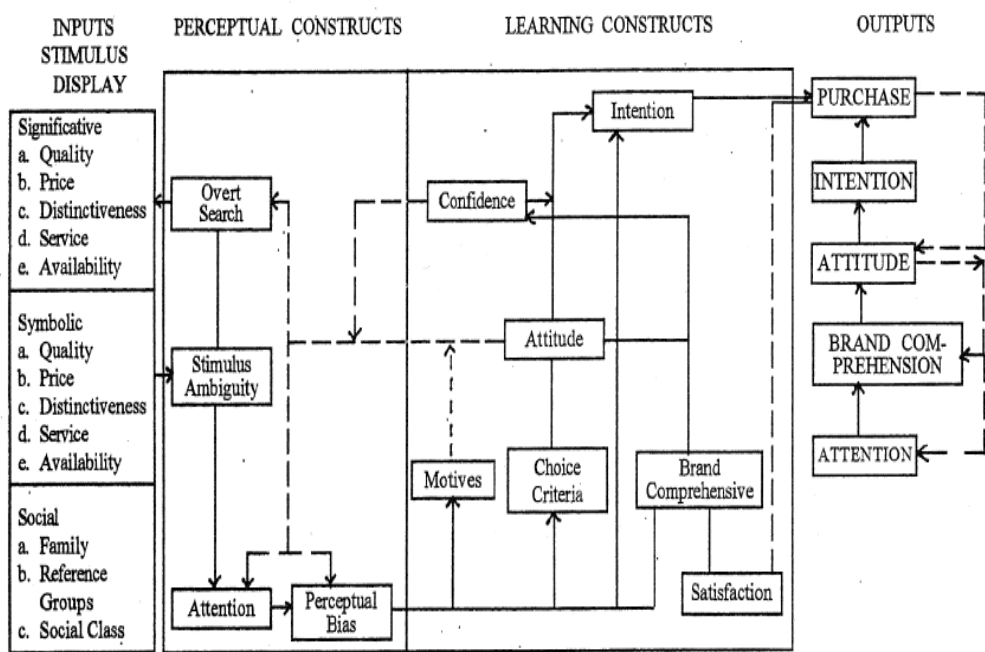 INPUTS
STIMULUS
DISPLAY
PERCEPTUAL CONSTRUCTS
LEARNING CONSTRUCTS
OUTPUTS
Significative
a. Quality
b. Price
c. Distinctiveness
d. Service
e. Availability
Symbolic
a. Quality
b. Price
c. Distinctiveness
d. Service
e. Availability
Social
a. Family
b. Reference
Groups
c. Social Class
Overt
Search
Stimulus
Ambiguity
Attention
Perceptual
Bias
Intention
Confidence
Attitude
Motives
Choice
Criteria
Brand
Comprehensive
Satisfaction
PURCHASE
INTENTION
ATTITUDE
BRAND COM-
PREHENSION
ATTENTION